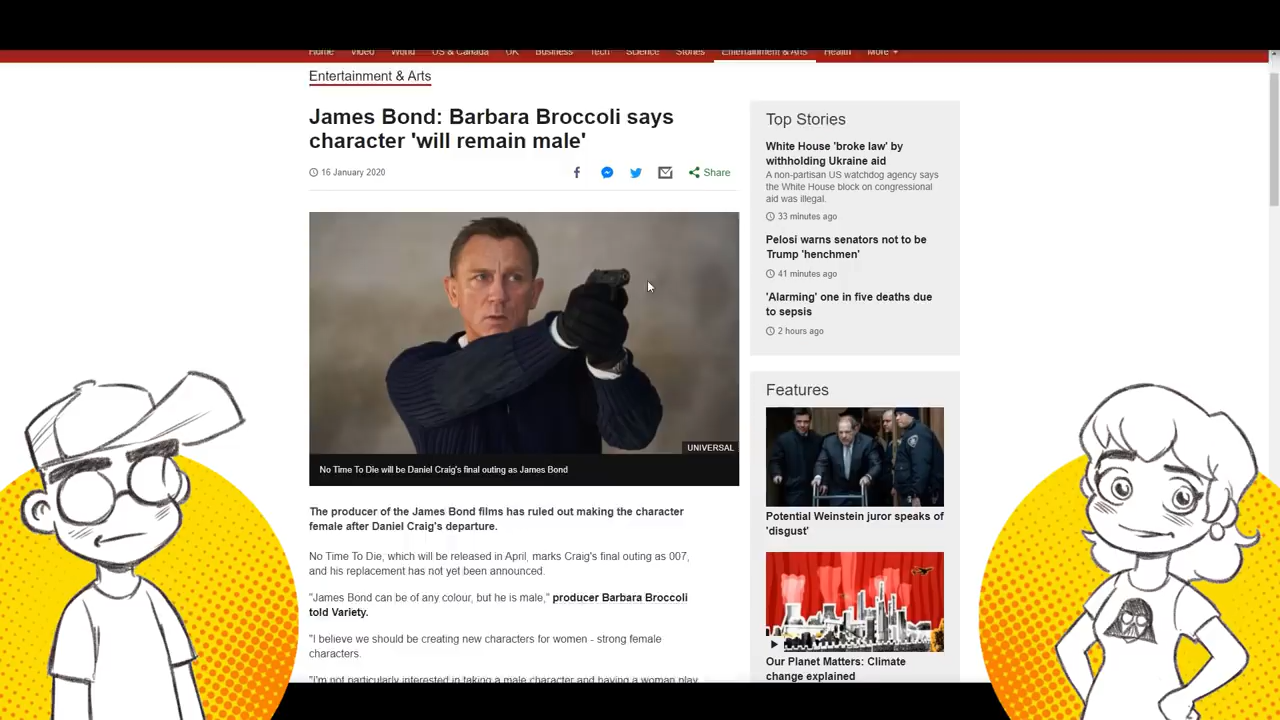 Home Video World US & Canada UK Business Tech Science Stories Entertainment & Arts Health More
Entertainment & Arts
James Bond: Barbara Broccoli says
character 'will remain male'
16 January 2020
Share
UNIVERSAL
No Time To Die will be Daniel Craig's final outing as James Bond
The producer of the James Bond films has ruled out making the character
female after Daniel Craig's departure.
No Time To Die, which will be released in April, marks Craig's final outing as 007,
and his replacement has not yet been announced.
"James Bond can be of any colour, but he is male," producer Barbara Broccoli
told Variety.
"I believe we should be creating new characters for women - strong female
characters.
"I'm not particularly interested in taking a male character and having a woman play
Top Stories
White House 'broke law' by
withholding Ukraine aid
A non-partisan US watchdog agency says
the White House block on congressional
aid was illegal.
33 minutes ago
Pelosi warns senators not to be
Trump 'henchmen'
41 minutes ago
'Alarming' one in five deaths due
to sepsis
2 hours ago
Features
Potential Weinstein juror speaks of
'disgust'
Our Planet Matters: Climate
change explained